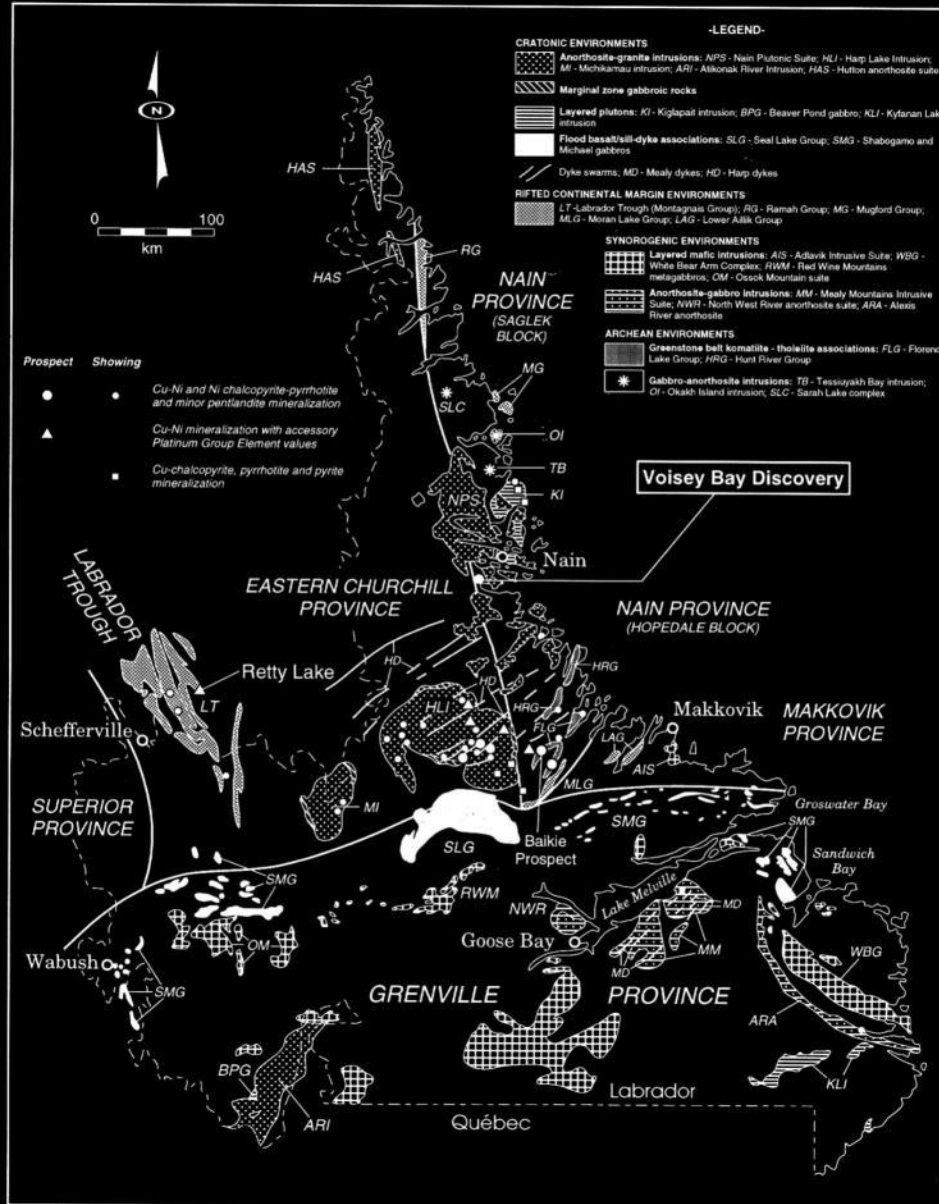 -LEGEND-
CRATONIC ENVIRONMENTS
Anorthosite-granite intrusions: NPS - Nain Plutonic Suite; HLI - Harp Lake Intrusion;
MI - Michikamau intrusion; ARI - Atikonak River Intrusion; HAS - Hutton anorthosite suite
Marginal zone gabbroic rocks
Layered plutons: KI - Kiglapait intrusion; BPG - Beaver Pond gabbro; KLI - Kyfanan Lak
intrusion
Flood basalt/sill-dyke associations: SLG - Seal Lake Group; SMG - Shabogamo and
Michael gabbros
Dyke swarms; MD - Mealy dykes; HD - Harp dykes
RIFTED CONTINENTAL MARGIN ENVIRONMENTS
LT -Labrador Trough (Montagnais Group); RG - Ramah Group; MG - Mugford Group;
MLG - Moran Lake Group; LAG - Lower Aillik Group
SYNOROGENIC ENVIRONMENTS
Layered mafic intrusions: AIS - Adlavik Intrusive Suite; WBG -
White Bear Arm Complex; RWM - Red Wine Mountains
metagabbros; OM - Ossok Mountain suite
Anorthosite-gabbro intrusions: MM - Mealy Mountains Intrusive
Suite; NWR - North West River anorthosite suite; ARA - Alexis
River anorthosite
ARCHEAN ENVIRONMENTS
Greenstone belt komatiite - tholeiite associations: FLG - Florenc
Lake Group; HRG - Hunt River Group
Gabbro-anorthosite intrusions: TB - Tessiuyakh Bay intrusion;
OI - Okakh Island intrusion; SLC - Sarah Lake complex
N
0 100
km
Prospect Showing
Cu-Ni and Ni chalcopyrite-pyrrhotite
and minor pentlandite mineralization
Cu-Ni mineralization with accessory
Platinum Group Element values
Cu-chalcopyrite, pyrrhotite and pyrite
mineralization
HAS
HAS
RG
NAIN
PROVINCE
(SAGLEK
BLOCK)
MG
SLC
OI
TB
NPS
KI
Voisey Bay Discovery
Nain
EASTERN CHURCHILL
PROVINCE
NAIN PROVINCE
(HOPEDALE BLOCK)
LABRADOR
TROUGH
Retty Lake
LT
Schefferville
HD
HD
HLI
HRG
HRG
FLG
LAG
Makkovik
MAKKOVIK
PROVINCE
AIS
MLG
MI
SUPERIOR
PROVINCE
SLG
Baikie
Prospect
SMG
Groswater Bay
SMG
Sandwich
Bay
SMG
RWM
Lake Melville
NWR
MD
OM
Goose Bay
MM
MD
WBG
Wabush
SMG
GRENVILLE PROVINCE
ARA
BPG
ARI
KLI
Labrador
Québec